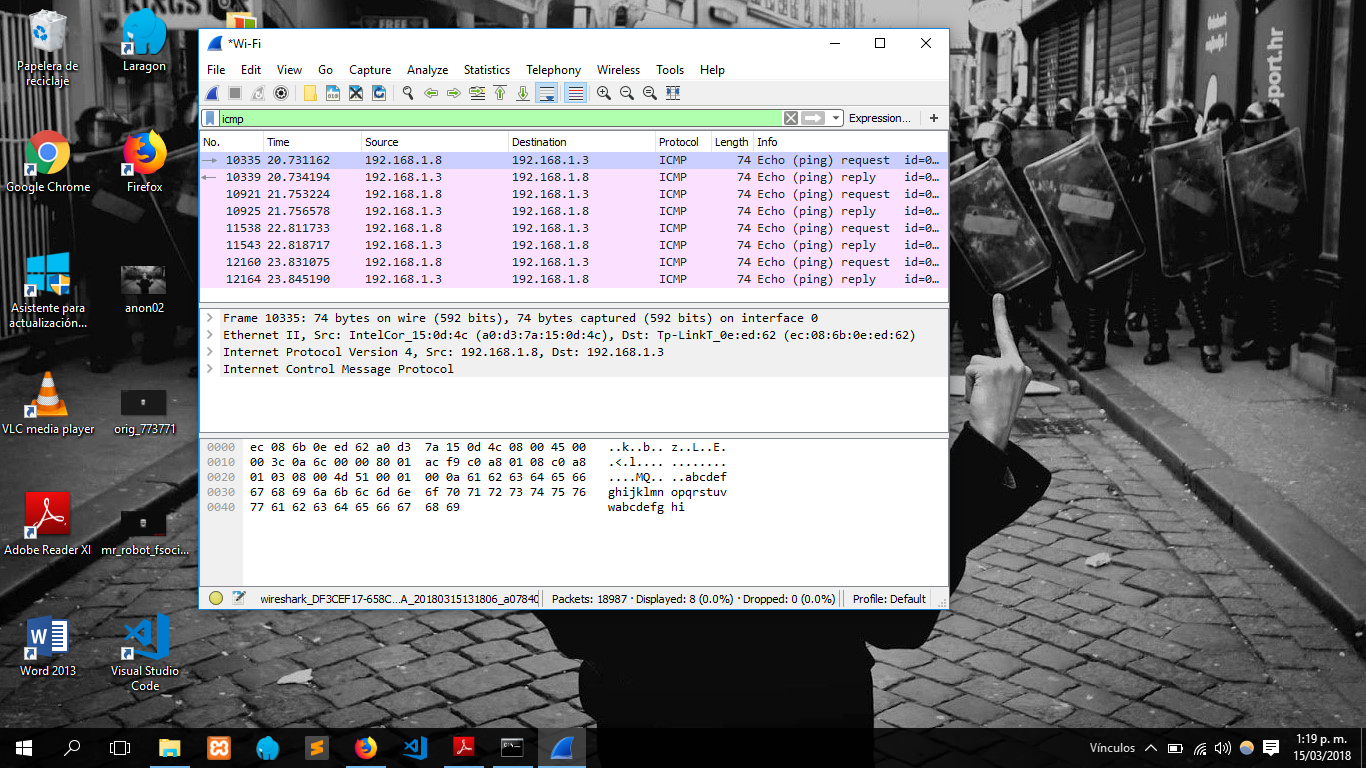 Papelera de
reciclaje
Laragon
Google Chrome
Firefox
Asistente para
actualización...
anon02
VLC media player
orig_773771
Adobe Reader XI
mr_robot_fsoci...
Word 2013
Visual Studio
Code
FREE
sport.hr
*Wi-Fi
File Edit View Go Capture Analyze Statistics Telephony Wireless Tools Help
icmp Expression... +
No. Time Source Destination Protocol Length Info
10335 20.731162 192.168.1.8 192.168.1.3 ICMP 74 Echo (ping) request id=0…
10339 20.734194 192.168.1.3 192.168.1.8 ICMP 74 Echo (ping) reply id=0…
10921 21.753224 192.168.1.8 192.168.1.3 ICMP 74 Echo (ping) request id=0…
10925 21.756578 192.168.1.3 192.168.1.8 ICMP 74 Echo (ping) reply id=0…
11538 22.811733 192.168.1.8 192.168.1.3 ICMP 74 Echo (ping) request id=0…
11543 22.818717 192.168.1.3 192.168.1.8 ICMP 74 Echo (ping) reply id=0…
12160 23.831075 192.168.1.8 192.168.1.3 ICMP 74 Echo (ping) request id=0…
12164 23.845190 192.168.1.3 192.168.1.8 ICMP 74 Echo (ping) reply id=0…
Frame 10335: 74 bytes on wire (592 bits), 74 bytes captured (592 bits) on interface 0
Ethernet II, Src: IntelCor_15:0d:4c (a0:d3:7a:15:0d:4c), Dst: Tp-LinkT_0e:ed:62 (ec:08:6b:0e:ed:62)
Internet Protocol Version 4, Src: 192.168.1.8, Dst: 192.168.1.3
Internet Control Message Protocol
0000 ec 08 6b 0e ed 62 a0 d3 7a 15 0d 4c 08 00 45 00 ..k..b.. z..L..E.
0010 00 3c 0a 6c 00 00 80 01 ac f9 c0 a8 01 08 c0 a8 .<.l.... ........
0020 01 03 08 00 4d 51 00 01 00 0a 61 62 63 64 65 66 ....MQ.. ..abcdef
0030 67 68 69 6a 6b 6c 6d 6e 6f 70 71 72 73 74 75 76 ghijklmn opqrstuv
0040 77 61 62 63 64 65 66 67 68 69 wabcdefg hi
wireshark_DF3CEF17-658C...A_20180315131806_a0784 Packets: 18987 · Displayed: 8 (0.0%) · Dropped: 0 (0.0%) Profile: Default
Vínculos
1:19 p. m.
15/03/2018